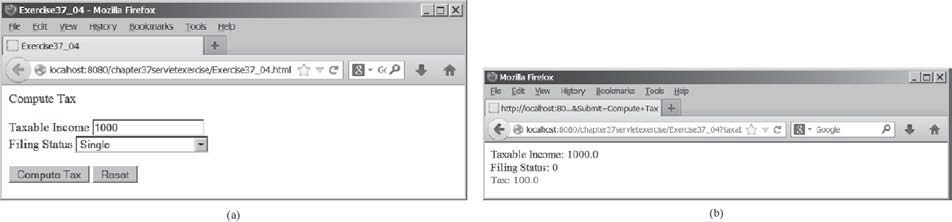 Exercise37_04 - Mozilla Firefox
File Edit View History Bookmarks Tools Help
Exercise37_04
localhost:8080/chapter37servletexercise/Exercise37_04.html
Compute Tax
Taxable Income 1000
Filing Status Single
Compute Tax Reset
(a)
Mozilla Firefox
File Edit View History Bookmarks Tools Help
http://localhost:80...&Submit=Compute+Tax
localhost:8080/chapter37servletexercise/Exercise37_04?taxab
Google
Taxable Income: 1000.0
Filing Status: 0
Tax: 100.0
(b)